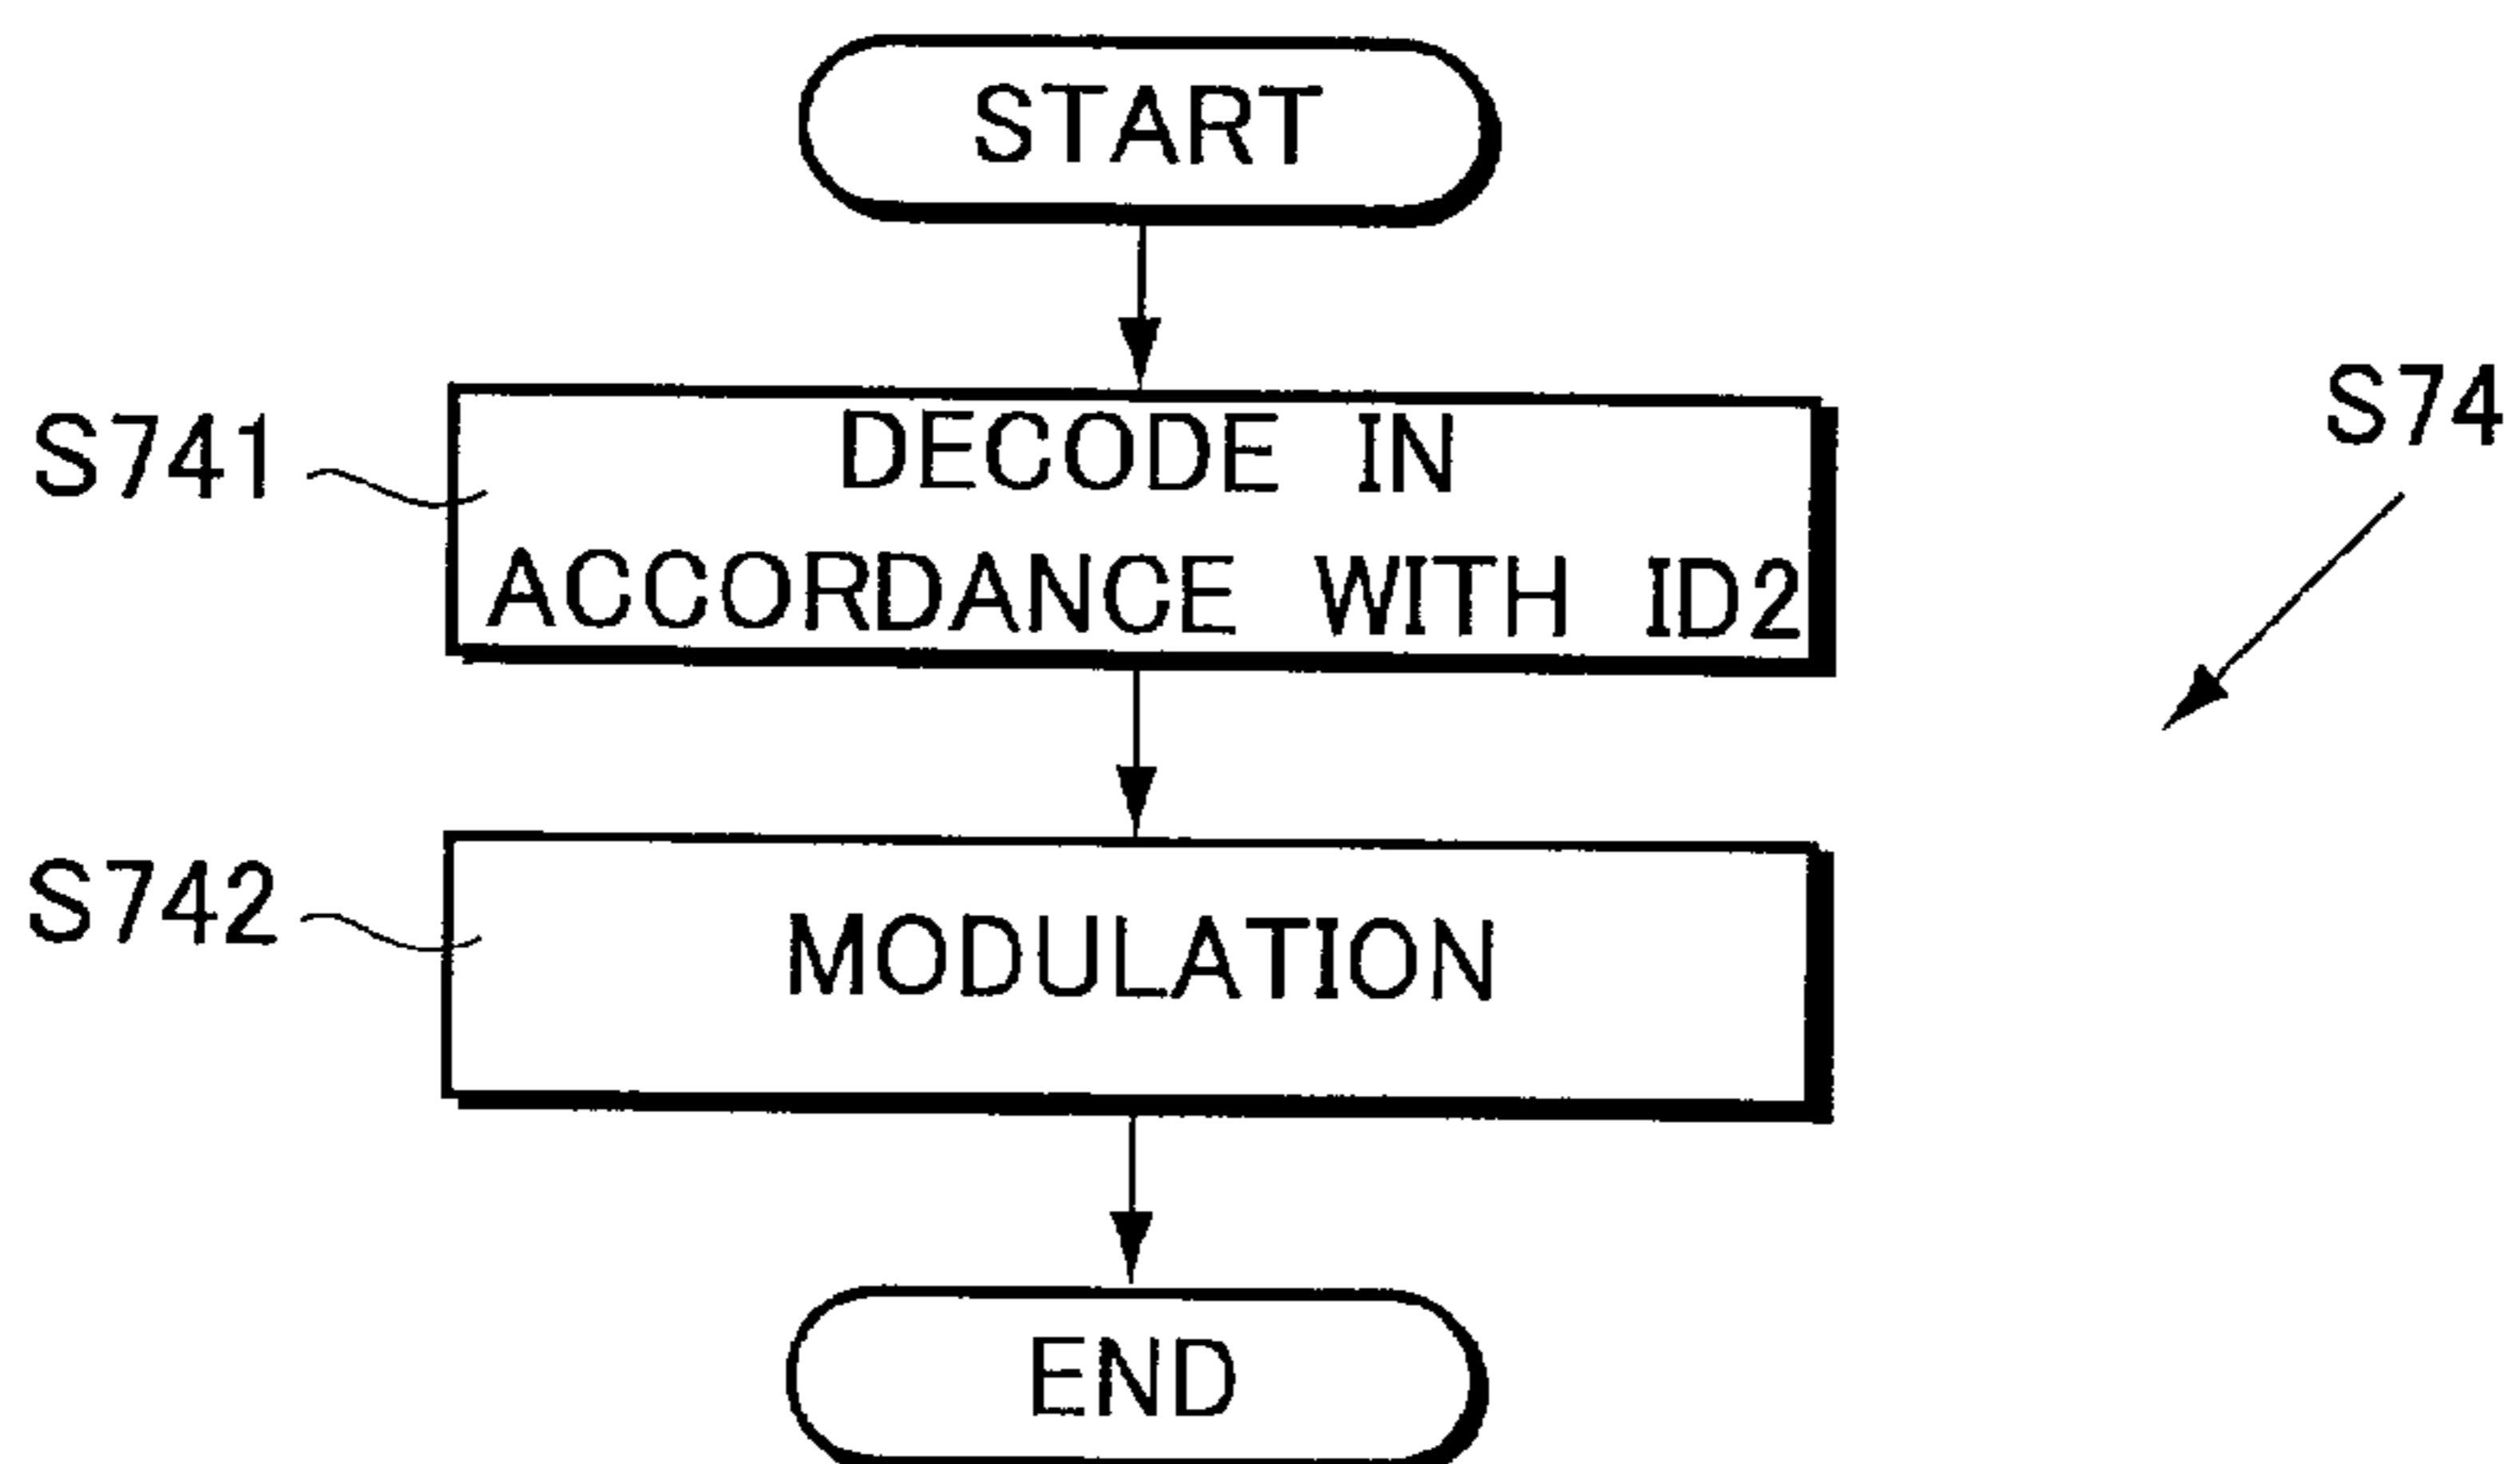 START
S741
DECODE IN
ACCORDANCE WITH ID2
S74
S742
MODULATION
END